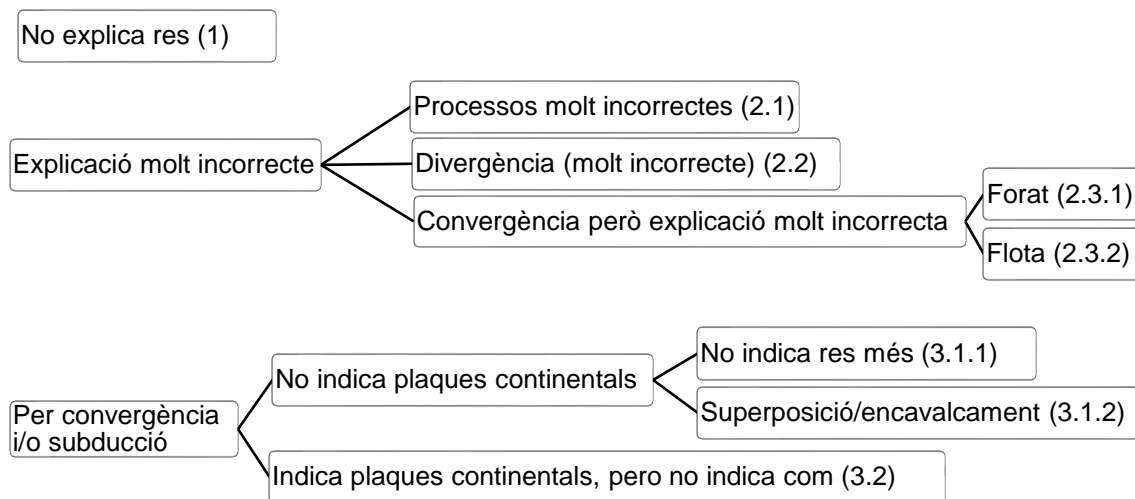 No explica res (1)
Processos molt incorrectes (2.1)
Explicació molt incorrecte
Divergència (molt incorrecte) (2.2)
Convergència però explicació molt incorrecta
Forat (2.3.1)
Flota (2.3.2)
No indica res més (3.1.1)
No indica plaques continentals
Superposició/encavalcament (3.1.2)
Per convergència
i/o subducció
Indica plaques continentals, pero no indica com (3.2)